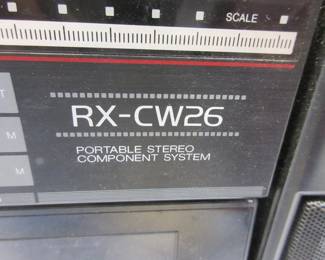 SCALE
T
RX-CW26
M
PORTABLE STEREO
COMPONENT SYSTEM
M